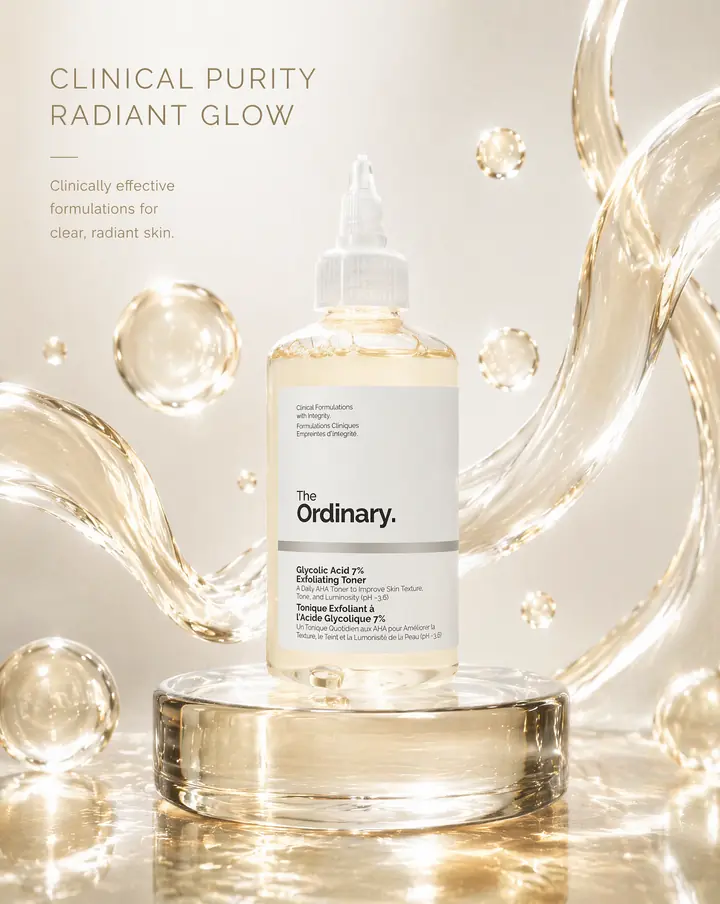 CLINICAL PURITY
RADIANT GLOW
Clinically effective
formulations for
clear, radiant skin.
Clinical Formulations
with Integrity.
Formulations Cliniques
Empreintes d'intégrité.
The
Ordinary.
Glycolic Acid 7%
Exfoliating Toner
A Daily AHA Toner to Improve Skin Texture,
Tone, and Luminosity (pH ~3.6)
Tonique Exfoliant à
l'Acide Glycolique 7%
Un Tonique Quotidien aux AHA pour Améliorer la
Texture, le Teint et la Lumonisité de la Peau (pH ~3.6)